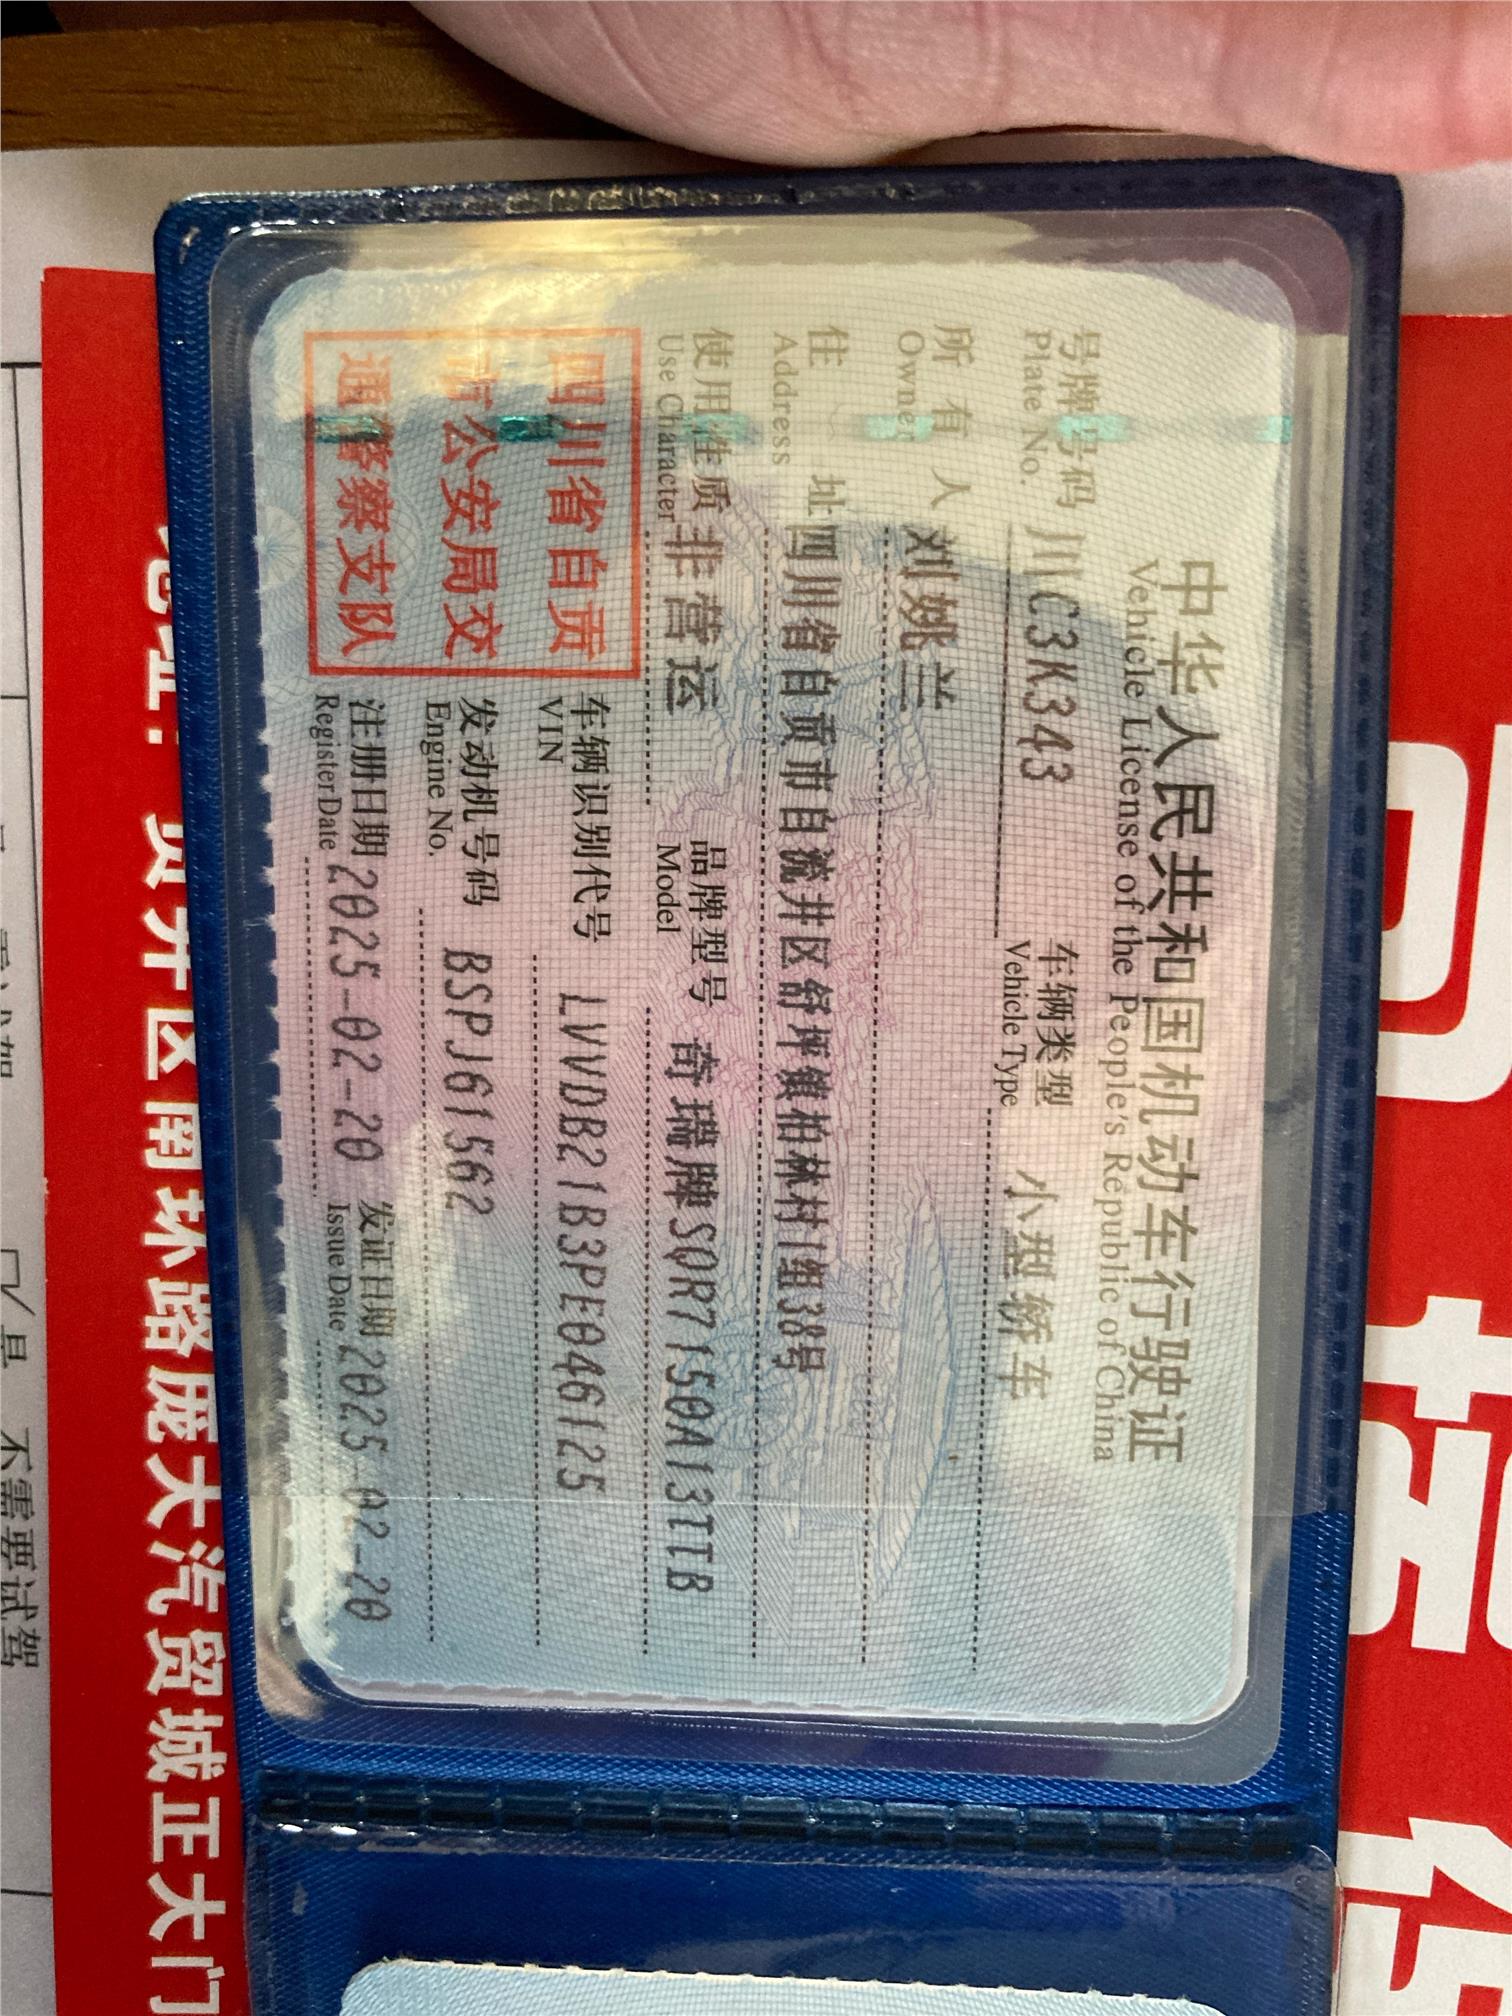 中华人民共和国机动车行驶证
Vehicle License of the People's Republic of China
号牌号码 川C3K343 车辆类型 小型轿车
Plate No. Vehicle Type
所有人 刘姚兰
Owner
住址 四川省自贡市自流井区舒坪镇柏林村1组38号
Address
使用性质 非营运 品牌型号 奇瑞牌SQR7150A13TTB
Use Character Model
四川省自贡
市公安局交
通警察支队
车辆识别代号 LVVDB21B3PE046125
VIN
发动机号码 BSPJ61562
Engine No.
注册日期 2025-02-20 发证日期 2025-02-20
Register Date Issue Date
地址：贡井区南环路庞大汽贸城正大门
不需要试驾